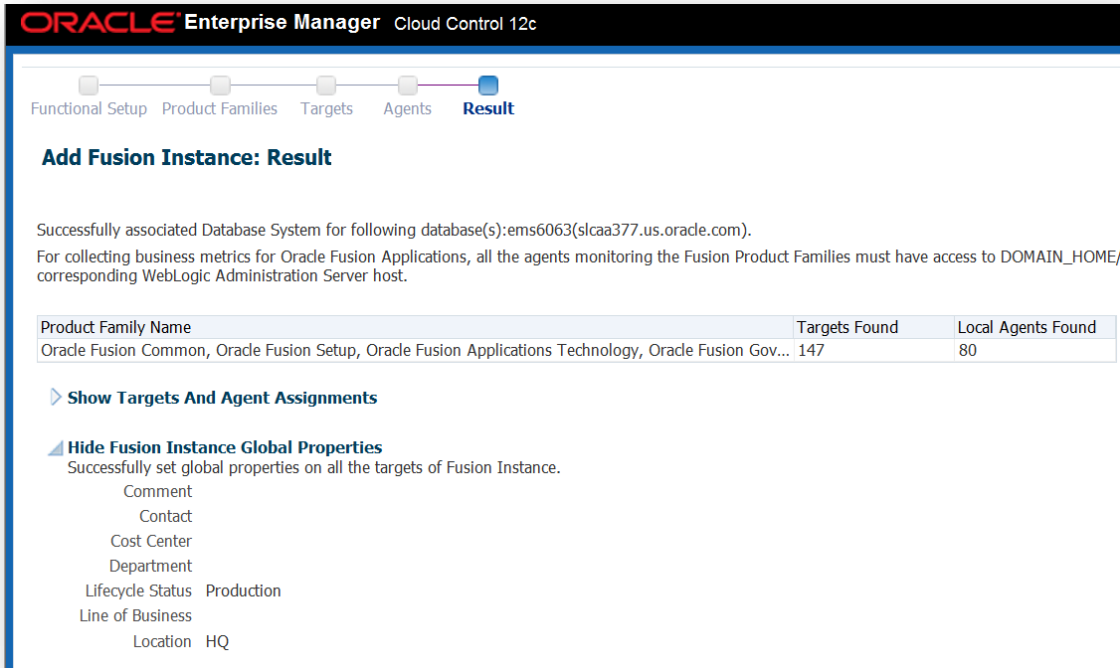 ORACLE Enterprise Manager Cloud Control 12c
Functional Setup Product Families Targets Agents Result
Add Fusion Instance: Result
Successfully associated Database System for following database(s):ems6063(slcaa377.us.oracle.com).
For collecting business metrics for Oracle Fusion Applications, all the agents monitoring the Fusion Product Families must have access to DOMAIN_HOME/
corresponding WebLogic Administration Server host.
Product Family Name Targets Found Local Agents Found
Oracle Fusion Common, Oracle Fusion Setup, Oracle Fusion Applications Technology, Oracle Fusion Gov... 147 80
Show Targets And Agent Assignments
Hide Fusion Instance Global Properties
Successfully set global properties on all the targets of Fusion Instance.
Comment
Contact
Cost Center
Department
Lifecycle Status Production
Line of Business
Location HQ